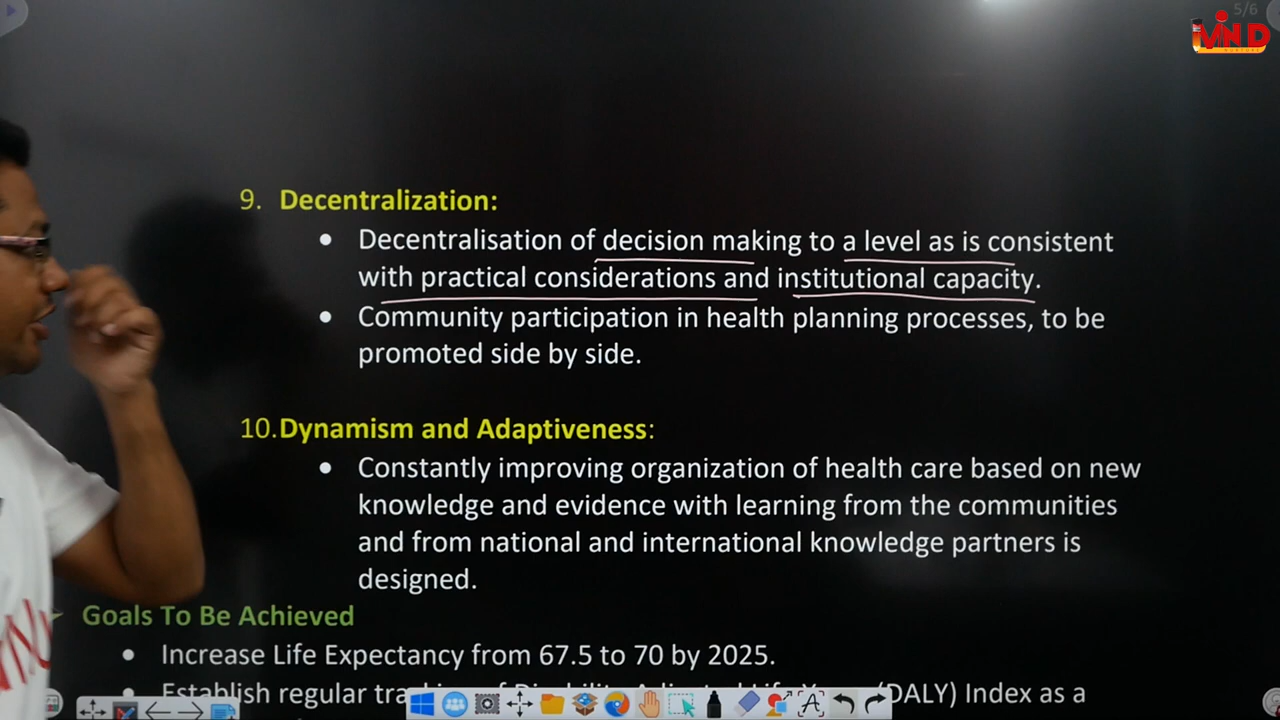 5/6
VIN D
9. Decentralization:
• Decentralisation of decision making to a level as is consistent
with practical considerations and institutional capacity.
• Community participation in health planning processes, to be
promoted side by side.
10.Dynamism and Adaptiveness:
• Constantly improving organization of health care based on new
knowledge and evidence with learning from the communities
and from national and international knowledge partners is
designed.
Goals To Be Achieved
• Increase Life Expectancy from 67.5 to 70 by 2025.
• Establish regular (DALY) Index as a